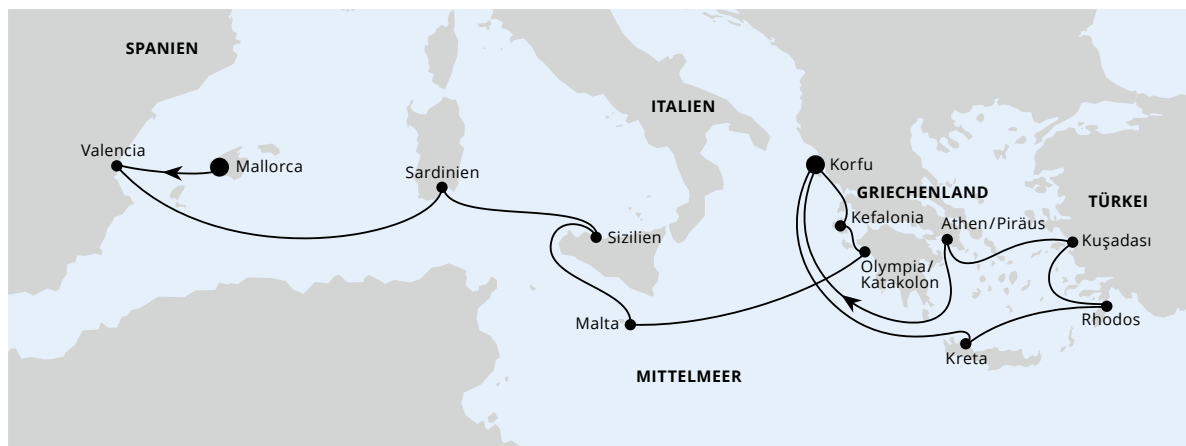 SPANIEN
ITALIEN
Valencia
Mallorca
Sardinien
Korfu
GRIECHENLAND
TÜRKEI
Kefalonia
Athen/Piräus
Sizilien
Kuşadası
Olympia/
Katakolon
Malta
Rhodos
Kreta
MITTELMEER